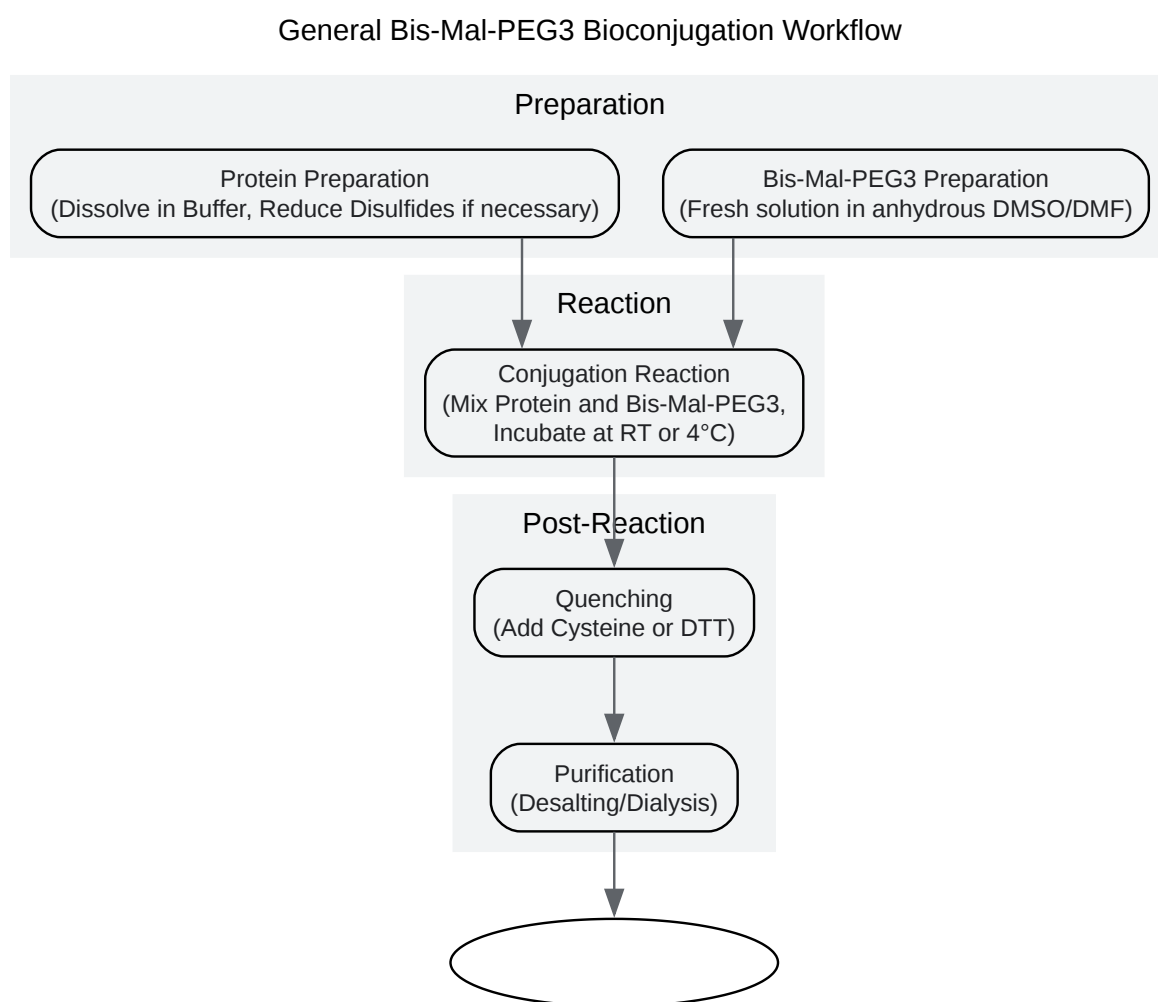 General Bis-Mal-PEG3 Bioconjugation Workflow
Preparation
Protein Preparation
(Dissolve in Buffer, Reduce Disulfides if necessary)
Bis-Mal-PEG3 Preparation
(Fresh solution in anhydrous DMSO/DMF)
Reaction
Conjugation Reaction
(Mix Protein and Bis-Mal-PEG3,
Incubate at RT or 4°C)
Post-Reaction
Quenching
(Add Cysteine or DTT)
Purification
(Desalting/Dialysis)